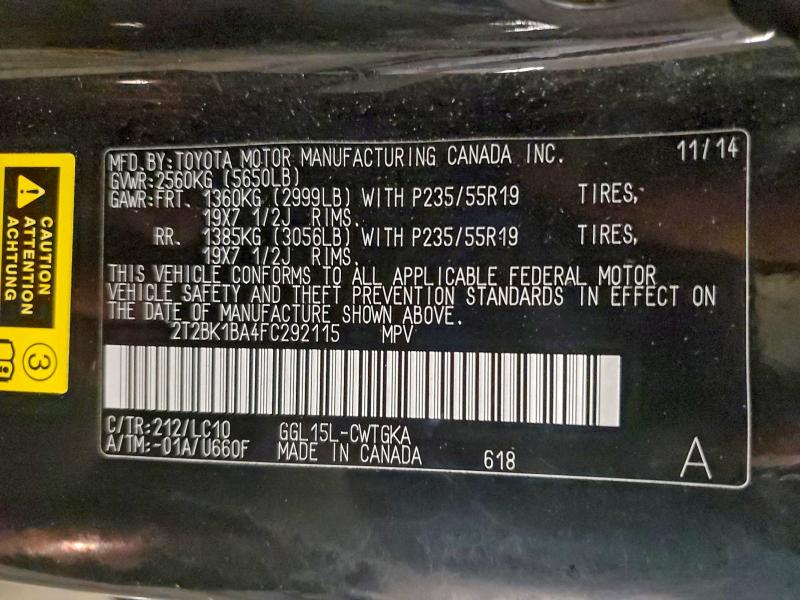 MFD.BY:TOYOTA MOTOR MANUFACTURING CANADA INC. 11/14
GVWR:2560KG (5650LB)
GAWR:FRT. 1360KG (2999LB) WITH P235/55R19 TIRES,
19X7 1/2J RIMS.
RR. 1385KG (3056LB) WITH P235/55R19 TIRES,
19X7 1/2J RIMS.
THIS VEHICLE CONFORMS TO ALL APPLICABLE FEDERAL MOTOR
VEHICLE SAFETY AND THEFT PREVENTION STANDARDS IN EFFECT ON
THE DATE OF MANUFACTURE SHOWN ABOVE.
2T2BK1BA4FC292115 MPV
C/TR:212/LC10 GGL15L-CWTGKA
A/TM:-01A/U660F MADE IN CANADA 618 A
CAUTION
ATTENTION
ACHTUNG
3